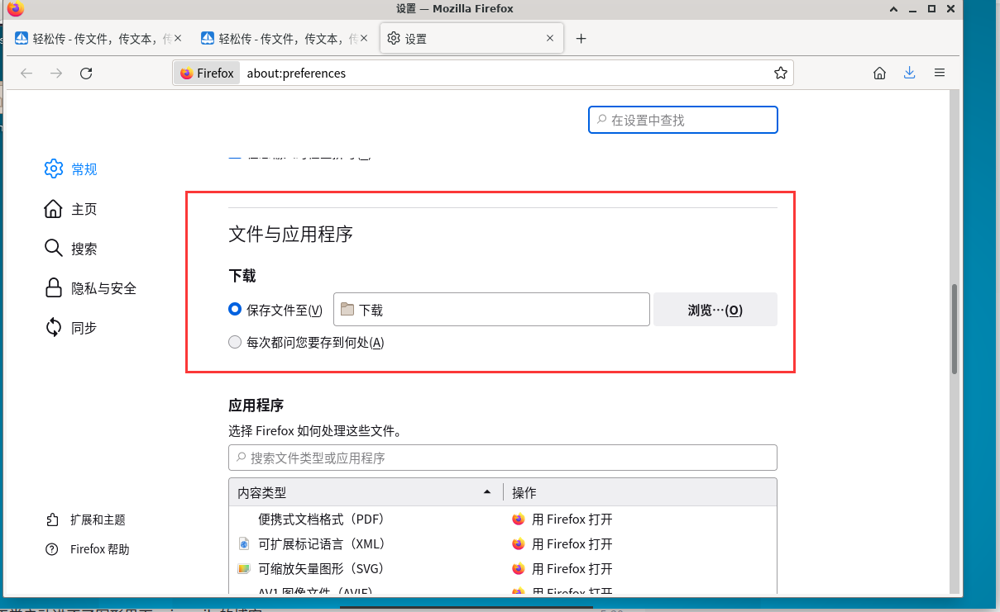 设置 — Mozilla Firefox
轻松传 - 传文件，传文本，传
轻松传 - 传文件，传文本，传
设置
Firefox about:preferences
在设置中查找
常规
主页
搜索
隐私与安全
同步
扩展和主题
Firefox 帮助
文件与应用程序
下载
保存文件至(V) 下载 浏览…(O)
每次都问您要存到何处(A)
应用程序
选择 Firefox 如何处理这些文件。
搜索文件类型或应用程序
内容类型 操作
便携式文档格式（PDF） 用 Firefox 打开
可扩展标记语言（XML） 用 Firefox 打开
可缩放矢量图形（SVG） 用 Firefox 打开
AV1 图像文件（AVIF） 用 Firefox 打开